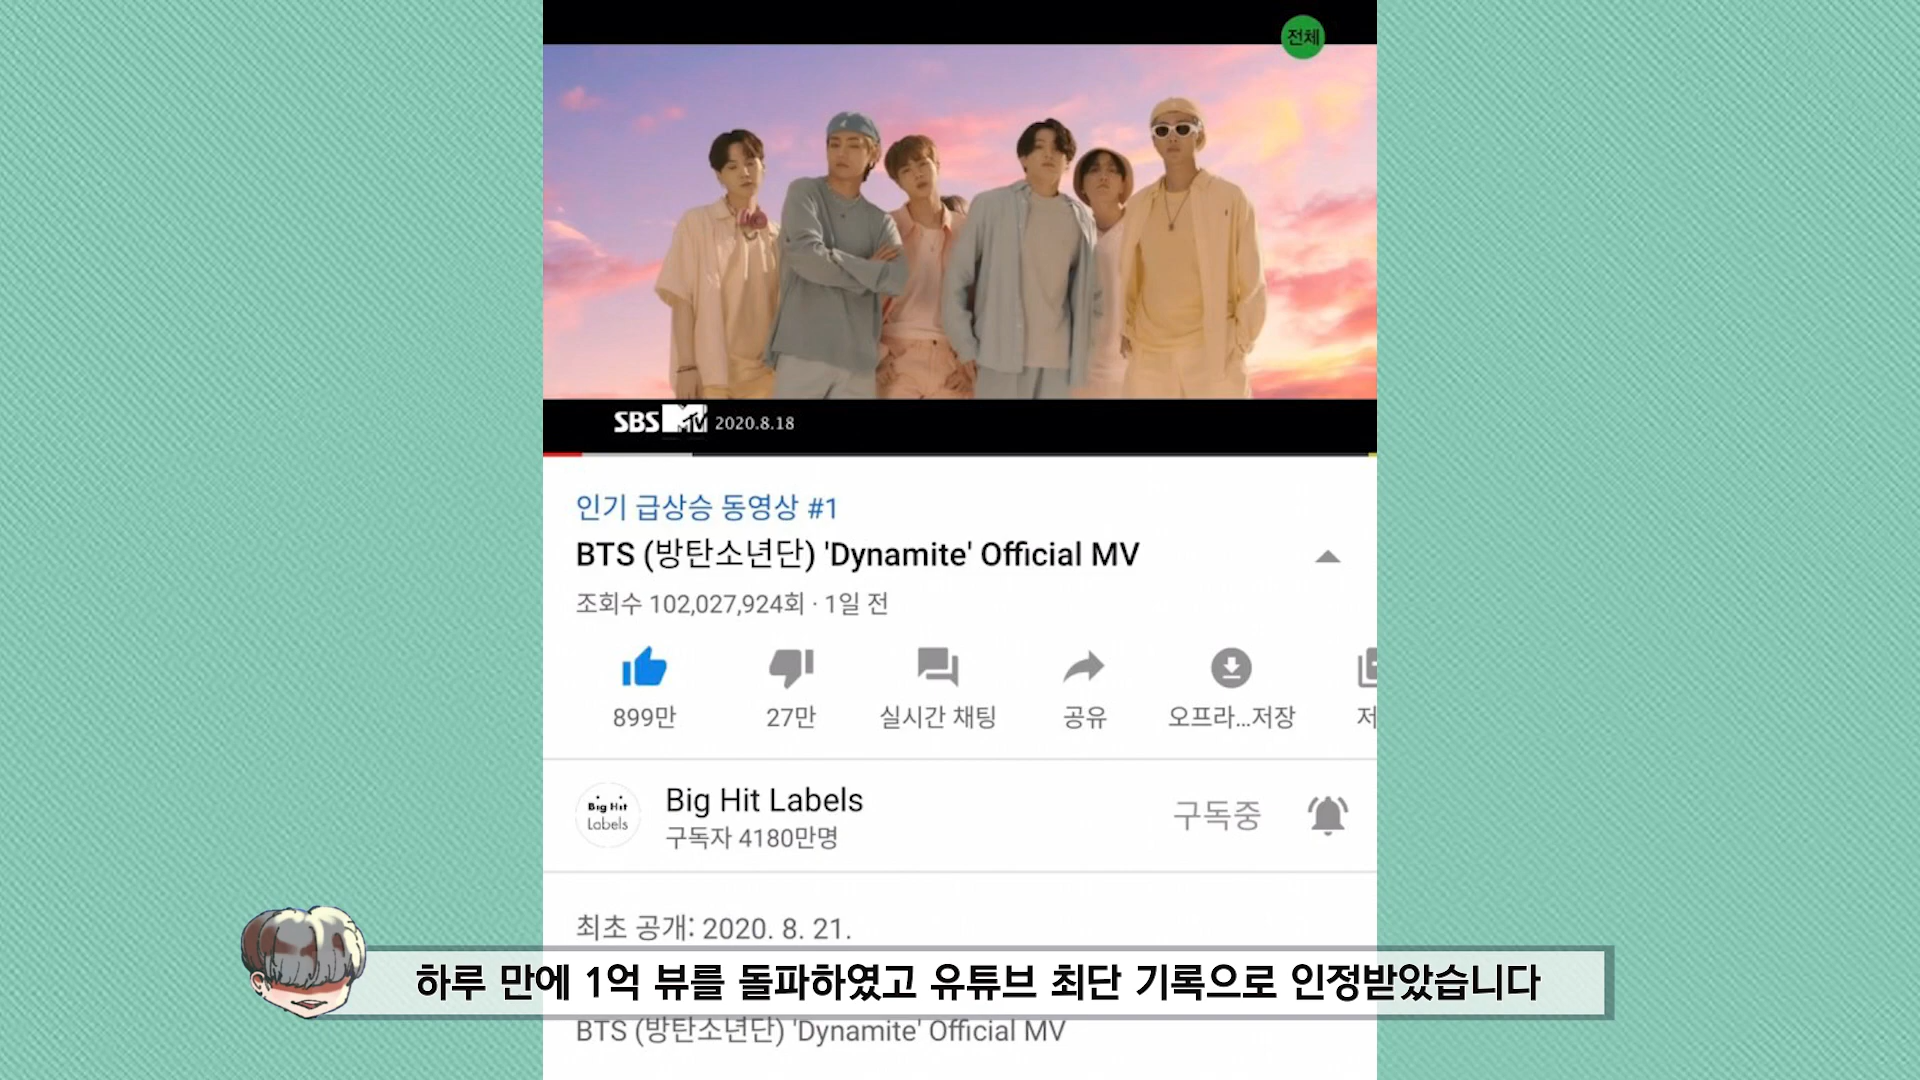 전체
SBS MTV 2020.8.18
인기 급상승 동영상 #1
BTS (방탄소년단) 'Dynamite' Official MV
조회수 102,027,924회 · 1일 전
899만 27만 실시간 채팅 공유 오프라...저장 저
Big Hit Labels
Big Hit Labels
구독자 4180만명
구독중
최초 공개: 2020. 8. 21.
하루 만에 1억 뷰를 돌파하였고 유튜브 최단 기록으로 인정받았습니다
BTS (방탄소년단) 'Dynamite' Official MV